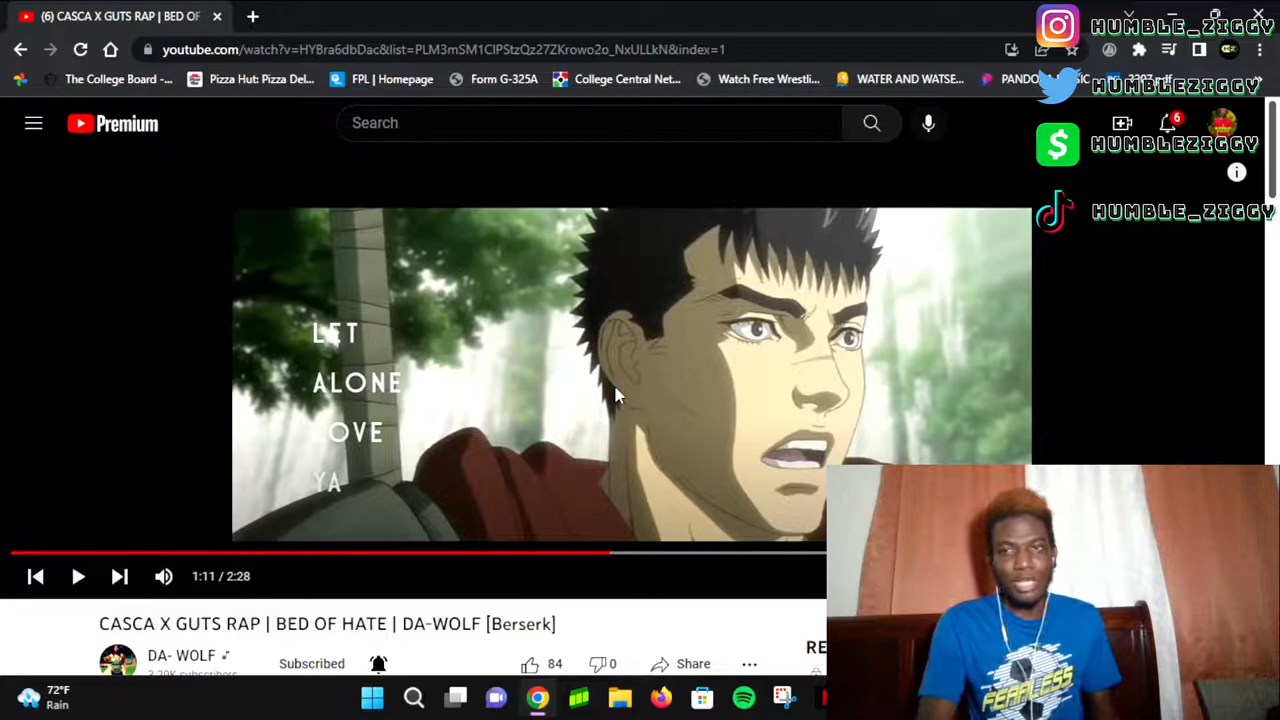 (6) CASCA X GUTS RAP | BED OF
HUMBLE_ZIGGY
youtube.com/watch?v=HYBra6dbDac&list=PLM3mSM1ClPStzQz27ZKrowo2o_NxULLkN&index=1
The College Board -...
Pizza Hut: Pizza Del...
FPL | Homepage
Form G-325A
College Central Net...
Watch Free Wrestli...
WATER AND WATSE...
HUMBLEZIGGY
Premium
Search
6
HUMBLEZIGGY
HUMBLE_ZIGGY
LET
ALONE
OVE
YA
1:11 / 2:28
CASCA X GUTS RAP | BED OF HATE | DA-WOLF [Berserk]
DA- WOLF
Subscribed
84
0
Share
RE
FEARLESS
72°F
Rain